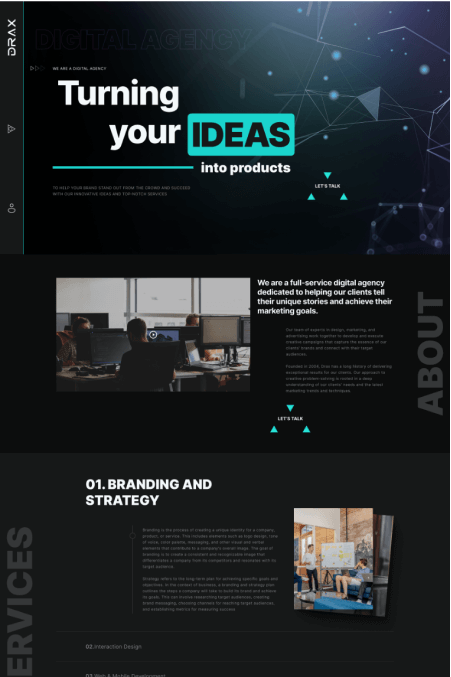 DRAX
DIGITAL AGENCY
WE ARE A DIGITAL AGENCY
Turning
your IDEAS
into products
TO HELP YOUR BRAND STAND OUT FROM THE CROWD AND SUCCEED
WITH OUR INNOVATIVE IDEAS AND TOP-NOTCH SERVICES
LET'S TALK
We are a full-service digital agency
dedicated to helping our clients tell
their unique stories and achieve their
marketing goals.
Our team of experts in design, marketing, and
advertising work together to develop and execute
creative campaigns that capture the essence of our
clients' brands and connect with their target
audiences.
Founded in 2005, Drax has a long history of delivering
exceptional results for our clients. Our approach to
creative problem-solving is rooted in a deep
understanding of our clients' needs and the latest
marketing trends and techniques.
LET'S TALK
ABOUT
01. BRANDING AND
STRATEGY
Branding is the process of creating a unique identity for a company,
product, or service. This includes elements such as logo design, tone
of voice, color palette, messaging, and other visual and verbal
elements that contribute to a company's overall image. The goal of
branding is to create a consistent and recognizable image that
differentiates a company from its competitors and resonates with its
target audience.
Strategy refers to the long-term plan for achieving specific goals and
objectives. In the context of business, a branding and strategy plan
outlines the steps a company will take to build its brand and achieve
its goals. This can involve researching target audiences, creating
brand messaging, choosing channels for reaching target audiences,
and establishing metrics for measuring success.
ERVICES
02.Interaction Design
03.Web & Mobile Development